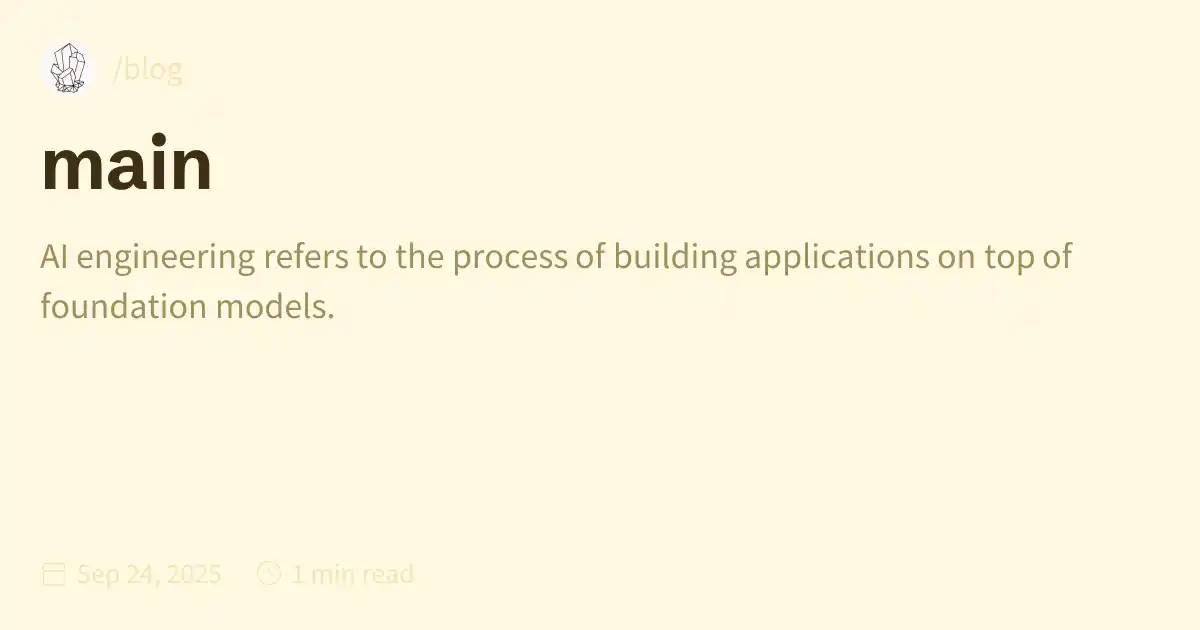 /blog
main
AI engineering refers to the process of building applications on top of
foundation models.
Sep 24, 2025 1 min read